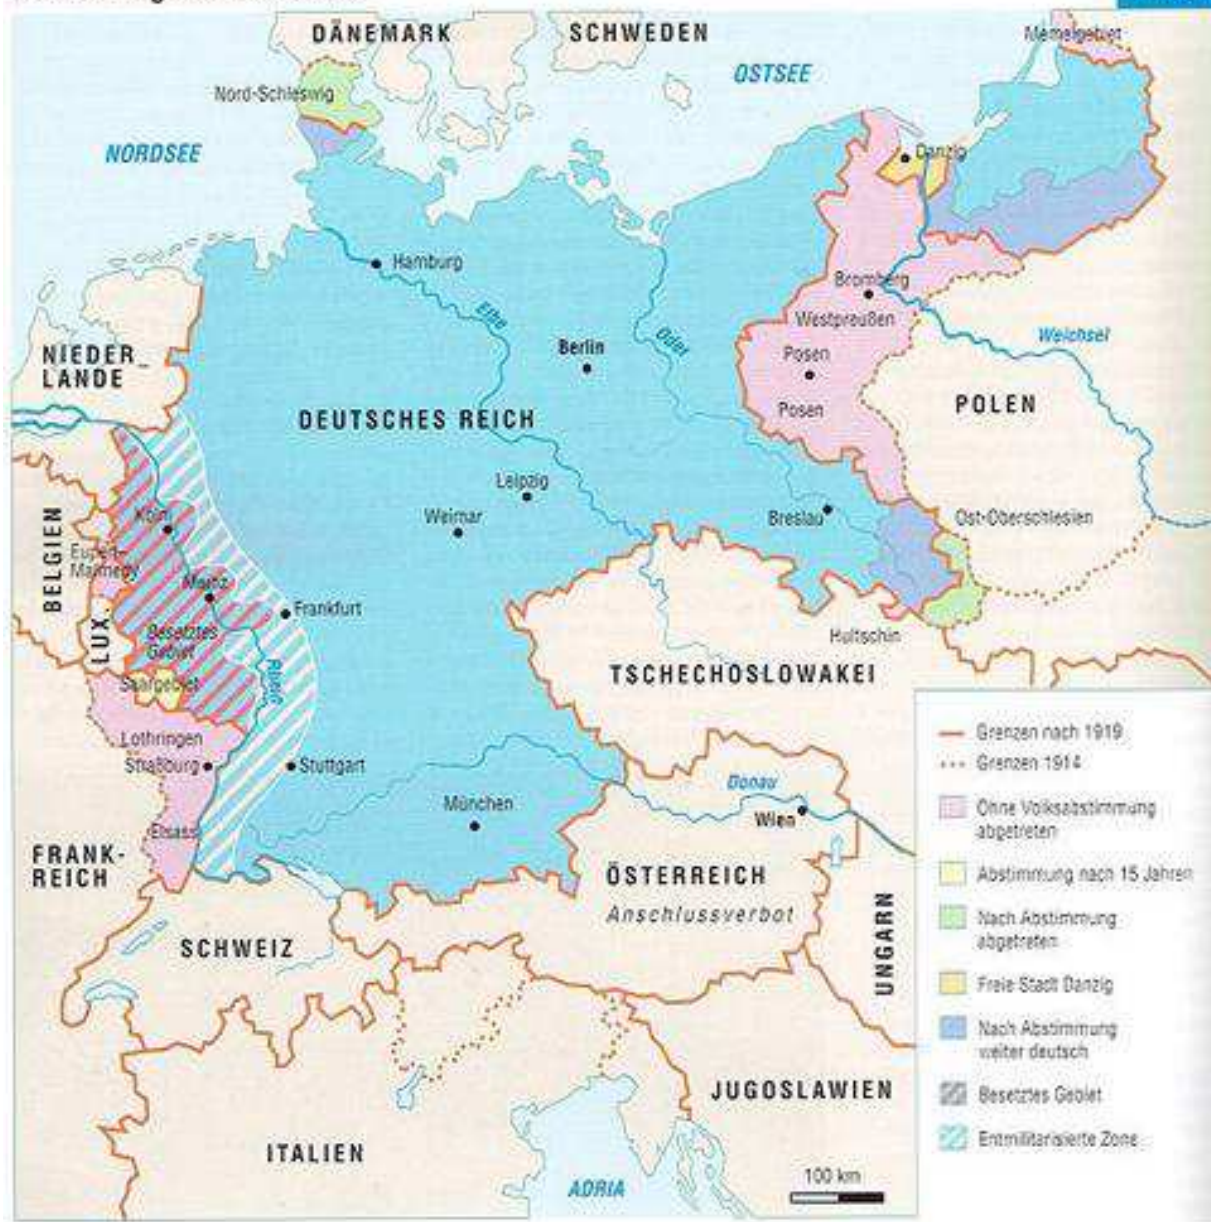 DÄNEMARK
SCHWEDEN
Memelgebiet
OSTSEE
Nord-Schleswig
NORDSEE
Danzig
Hamburg
Elbe
Oder
Berlin
Bromberg
Westpreußen
Weichsel
Posen
Posen
POLEN
NIEDER_
LANDE
DEUTSCHES REICH
Leipzig
Weimar
Breslau
Ost-Oberschlesien
BELGIEN
Köln
Eupen-
Malmedy
Mainz
Frankfurt
LUX.
Besetztes
Gebiet
Rhein
Saargebiet
Hultschin
TSCHECHOSLOWAKEI
Lothringen
Straßburg
Stuttgart
Elsass
München
Donau
Wien
FRANK-
REICH
ÖSTERREICH
Anschlussverbot
SCHWEIZ
UNGARN
JUGOSLAWIEN
ITALIEN
ADRIA
100 km
Grenzen nach 1919
Grenzen 1914
Ohne Volksabstimmung
abgetreten
Abstimmung nach 15 Jahren
Nach Abstimmung
abgetreten
Freie Stadt Danzig
Nach Abstimmung
weiter deutsch
Besetztes Gebiet
Entmilitarisierte Zone